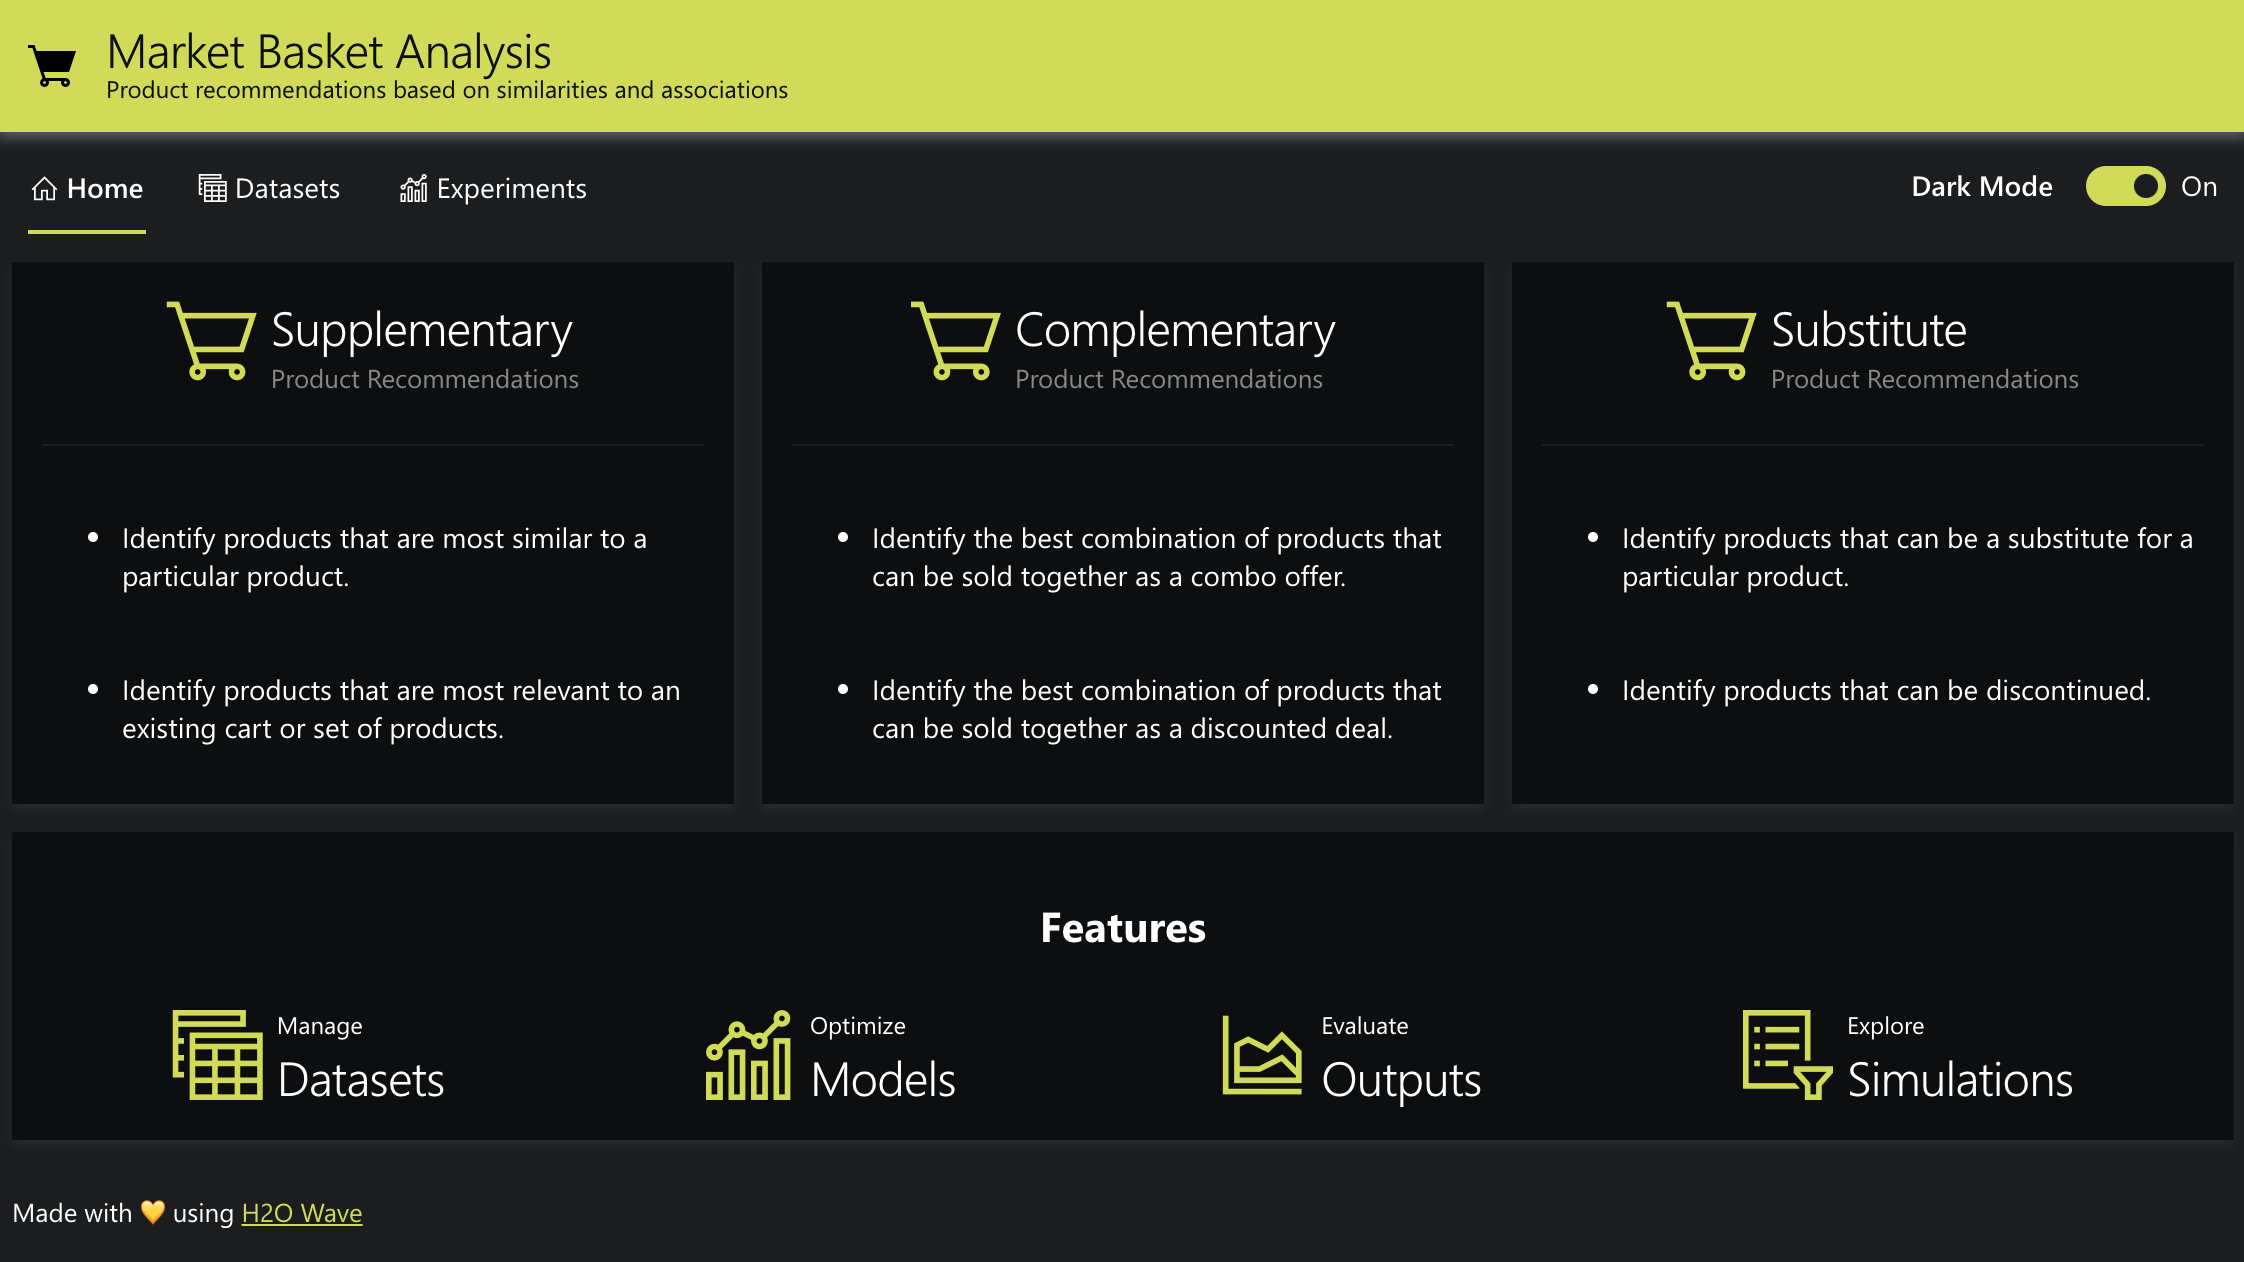 Market Basket Analysis
Product recommendations based on similarities and associations
Home
Datasets
Experiments
Dark Mode
On
Supplementary
Product Recommendations
Identify products that are most similar to a
particular product.
Identify products that are most relevant to an
existing cart or set of products.
Complementary
Product Recommendations
Identify the best combination of products that
can be sold together as a combo offer.
Identify the best combination of products that
can be sold together as a discounted deal.
Substitute
Product Recommendations
Identify products that can be a substitute for a
particular product.
Identify products that can be discontinued.
Features
Manage
Datasets
Optimize
Models
Evaluate
Outputs
Explore
Simulations
Made with 💛 using H2O Wave